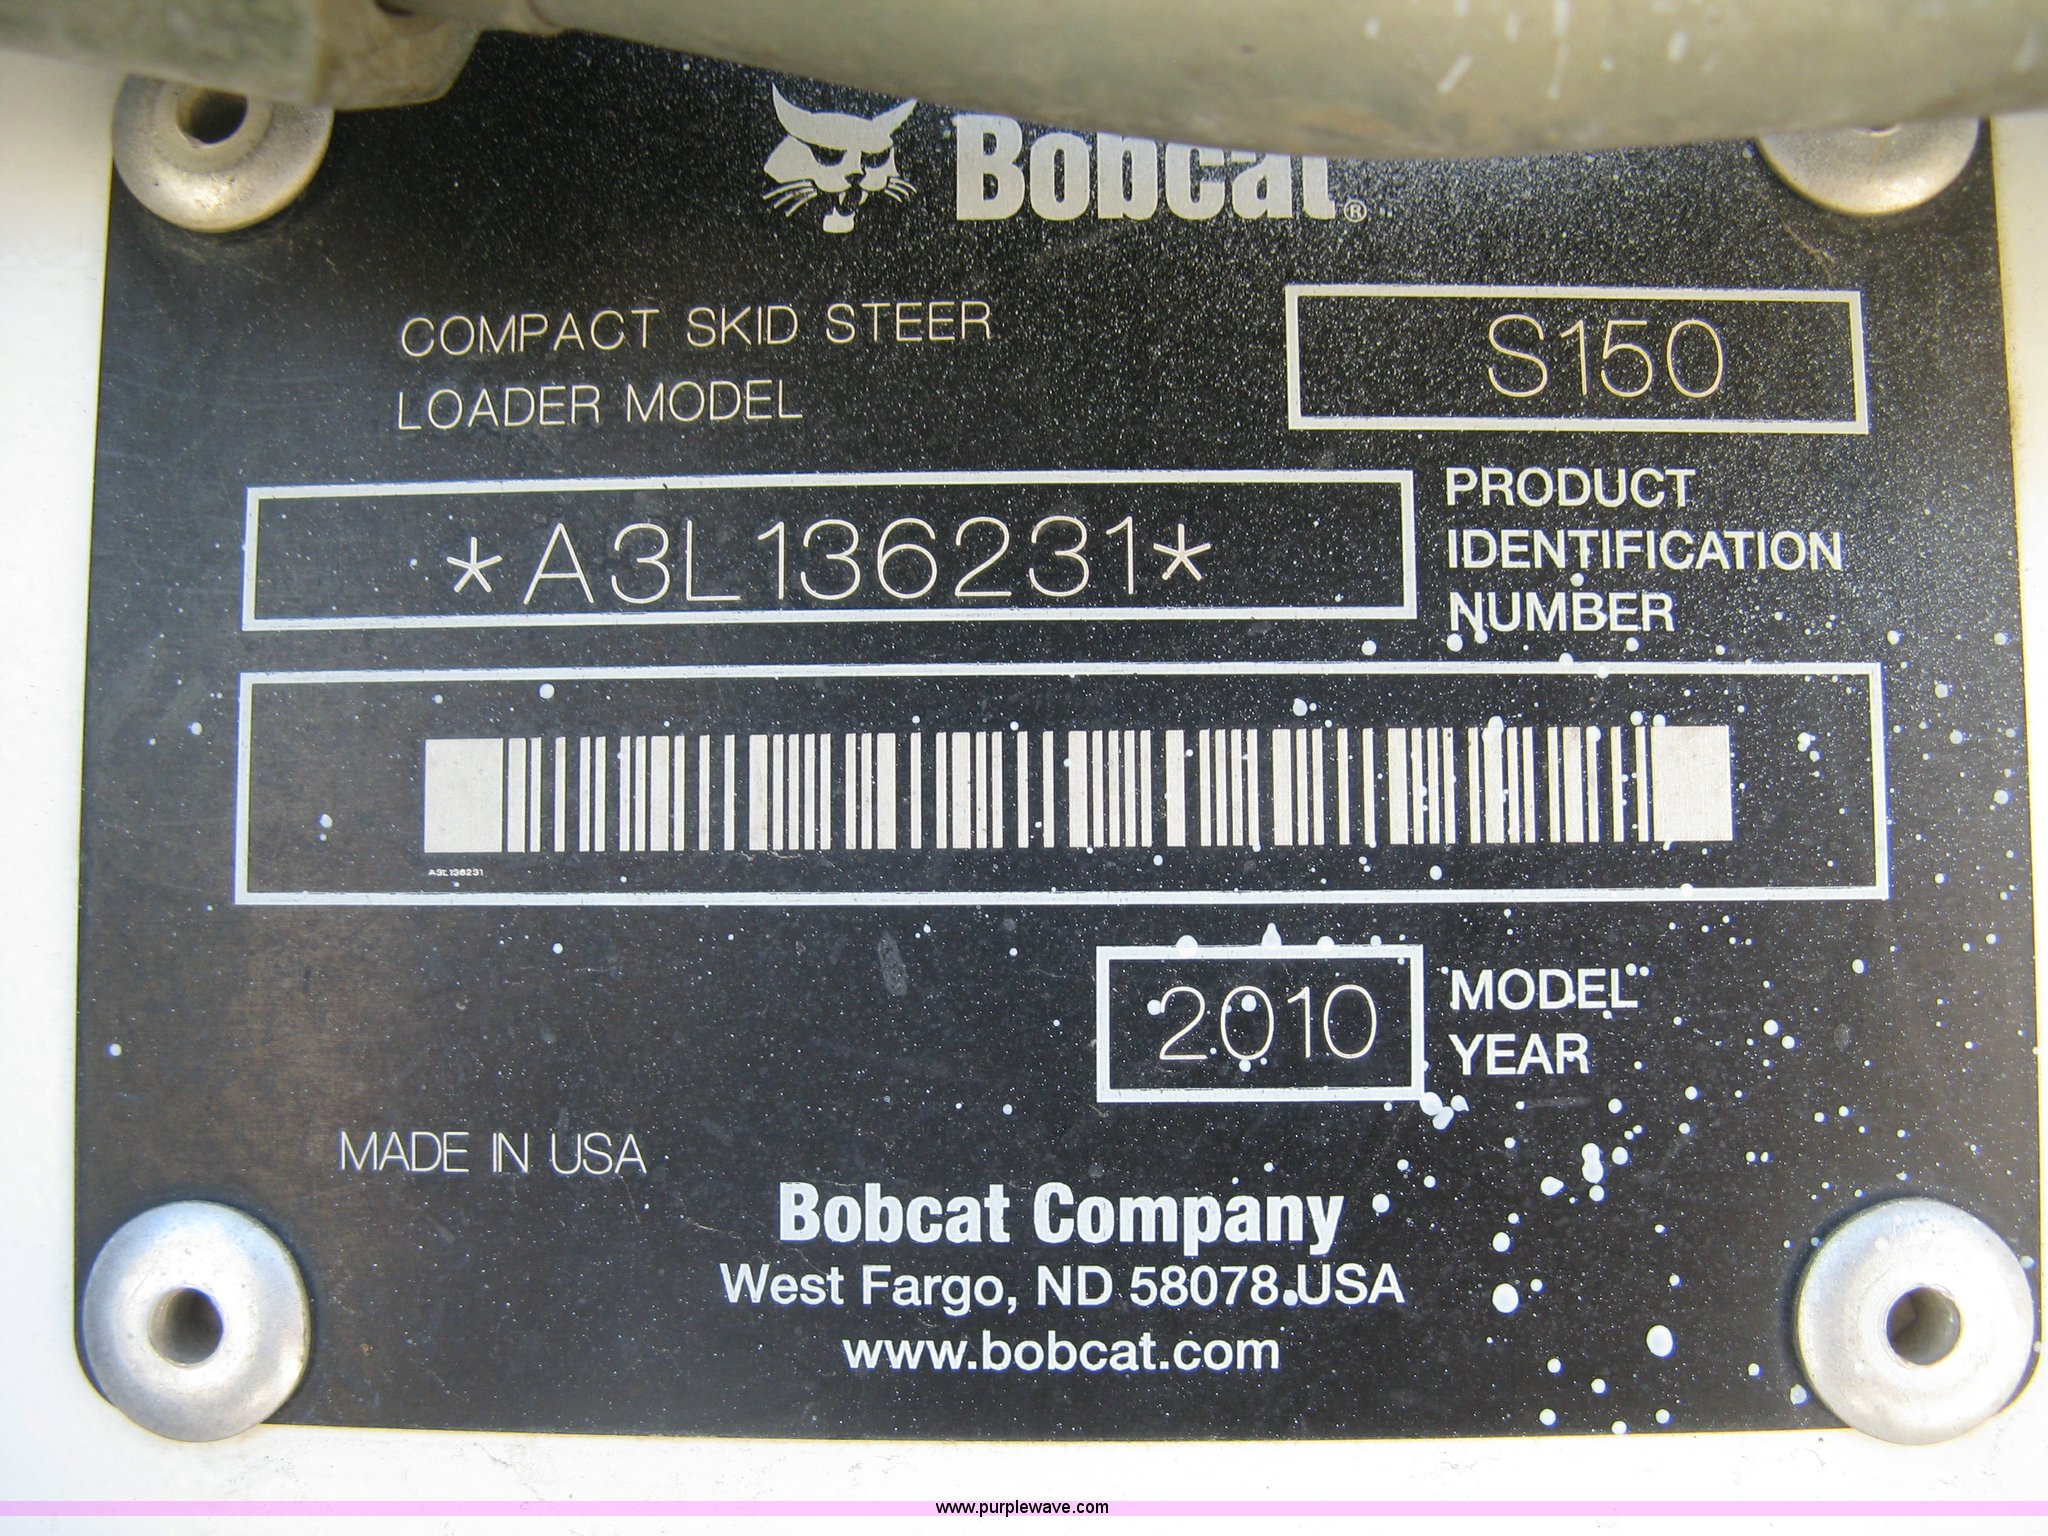 Bobcat®
COMPACT SKID STEER
LOADER MODEL
S150
*A3L136231*
PRODUCT
IDENTIFICATION
NUMBER
A3L136231
2010
MODEL
YEAR
MADE IN USA
Bobcat Company
West Fargo, ND 58078 USA
www.bobcat.com
www.purplewave.com